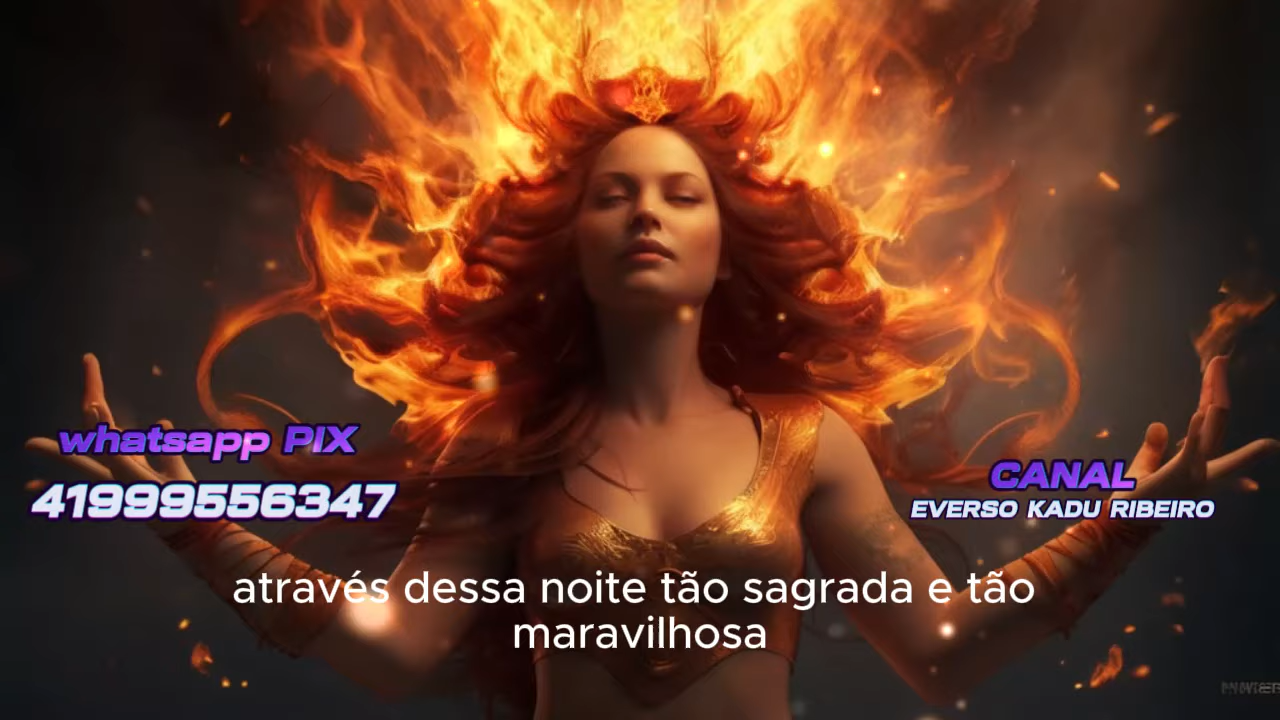 whatsapp PIX
41999556347
CANAL
EVERSO KADU RIBEIRO
através dessa noite tão sagrada e tão
maravilhosa